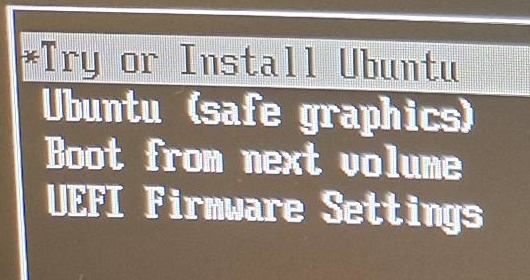 *Try or Install Ubuntu
Ubuntu (safe graphics)
Boot from next volume
UEFI Firmware Settings